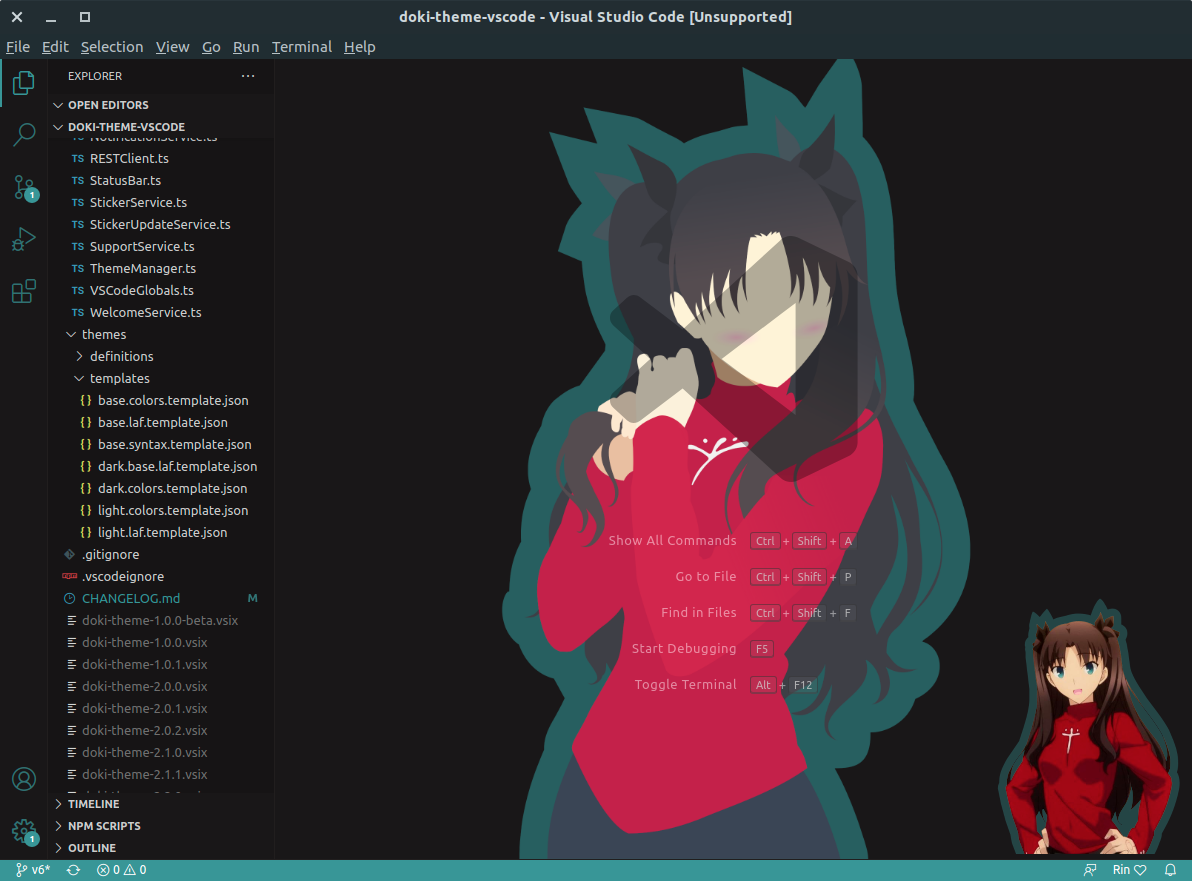 doki-theme-vscode - Visual Studio Code [Unsupported]
File Edit Selection View Go Run Terminal Help
EXPLORER
OPEN EDITORS
DOKI-THEME-VSCODE
TS NotificationService.ts
TS RESTClient.ts
TS StatusBar.ts
TS StickerService.ts
TS StickerUpdateService.ts
TS SupportService.ts
TS ThemeManager.ts
TS VSCodeGlobals.ts
TS WelcomeService.ts
themes
definitions
templates
{} base.colors.template.json
{} base.laf.template.json
{} base.syntax.template.json
{} dark.base.laf.template.json
{} dark.colors.template.json
{} light.colors.template.json
{} light.laf.template.json
.gitignore
.vscodeignore
CHANGELOG.md M
doki-theme-1.0.0-beta.vsix
doki-theme-1.0.0.vsix
doki-theme-1.0.1.vsix
doki-theme-2.0.0.vsix
doki-theme-2.0.1.vsix
doki-theme-2.0.2.vsix
doki-theme-2.1.0.vsix
doki-theme-2.1.1.vsix
TIMELINE
NPM SCRIPTS
OUTLINE
1
1
Show All Commands Ctrl + Shift + A
Go to File Ctrl + Shift + P
Find in Files Ctrl + Shift + F
Start Debugging F5
Toggle Terminal Alt + F12
v6* 0 0 Rin♡